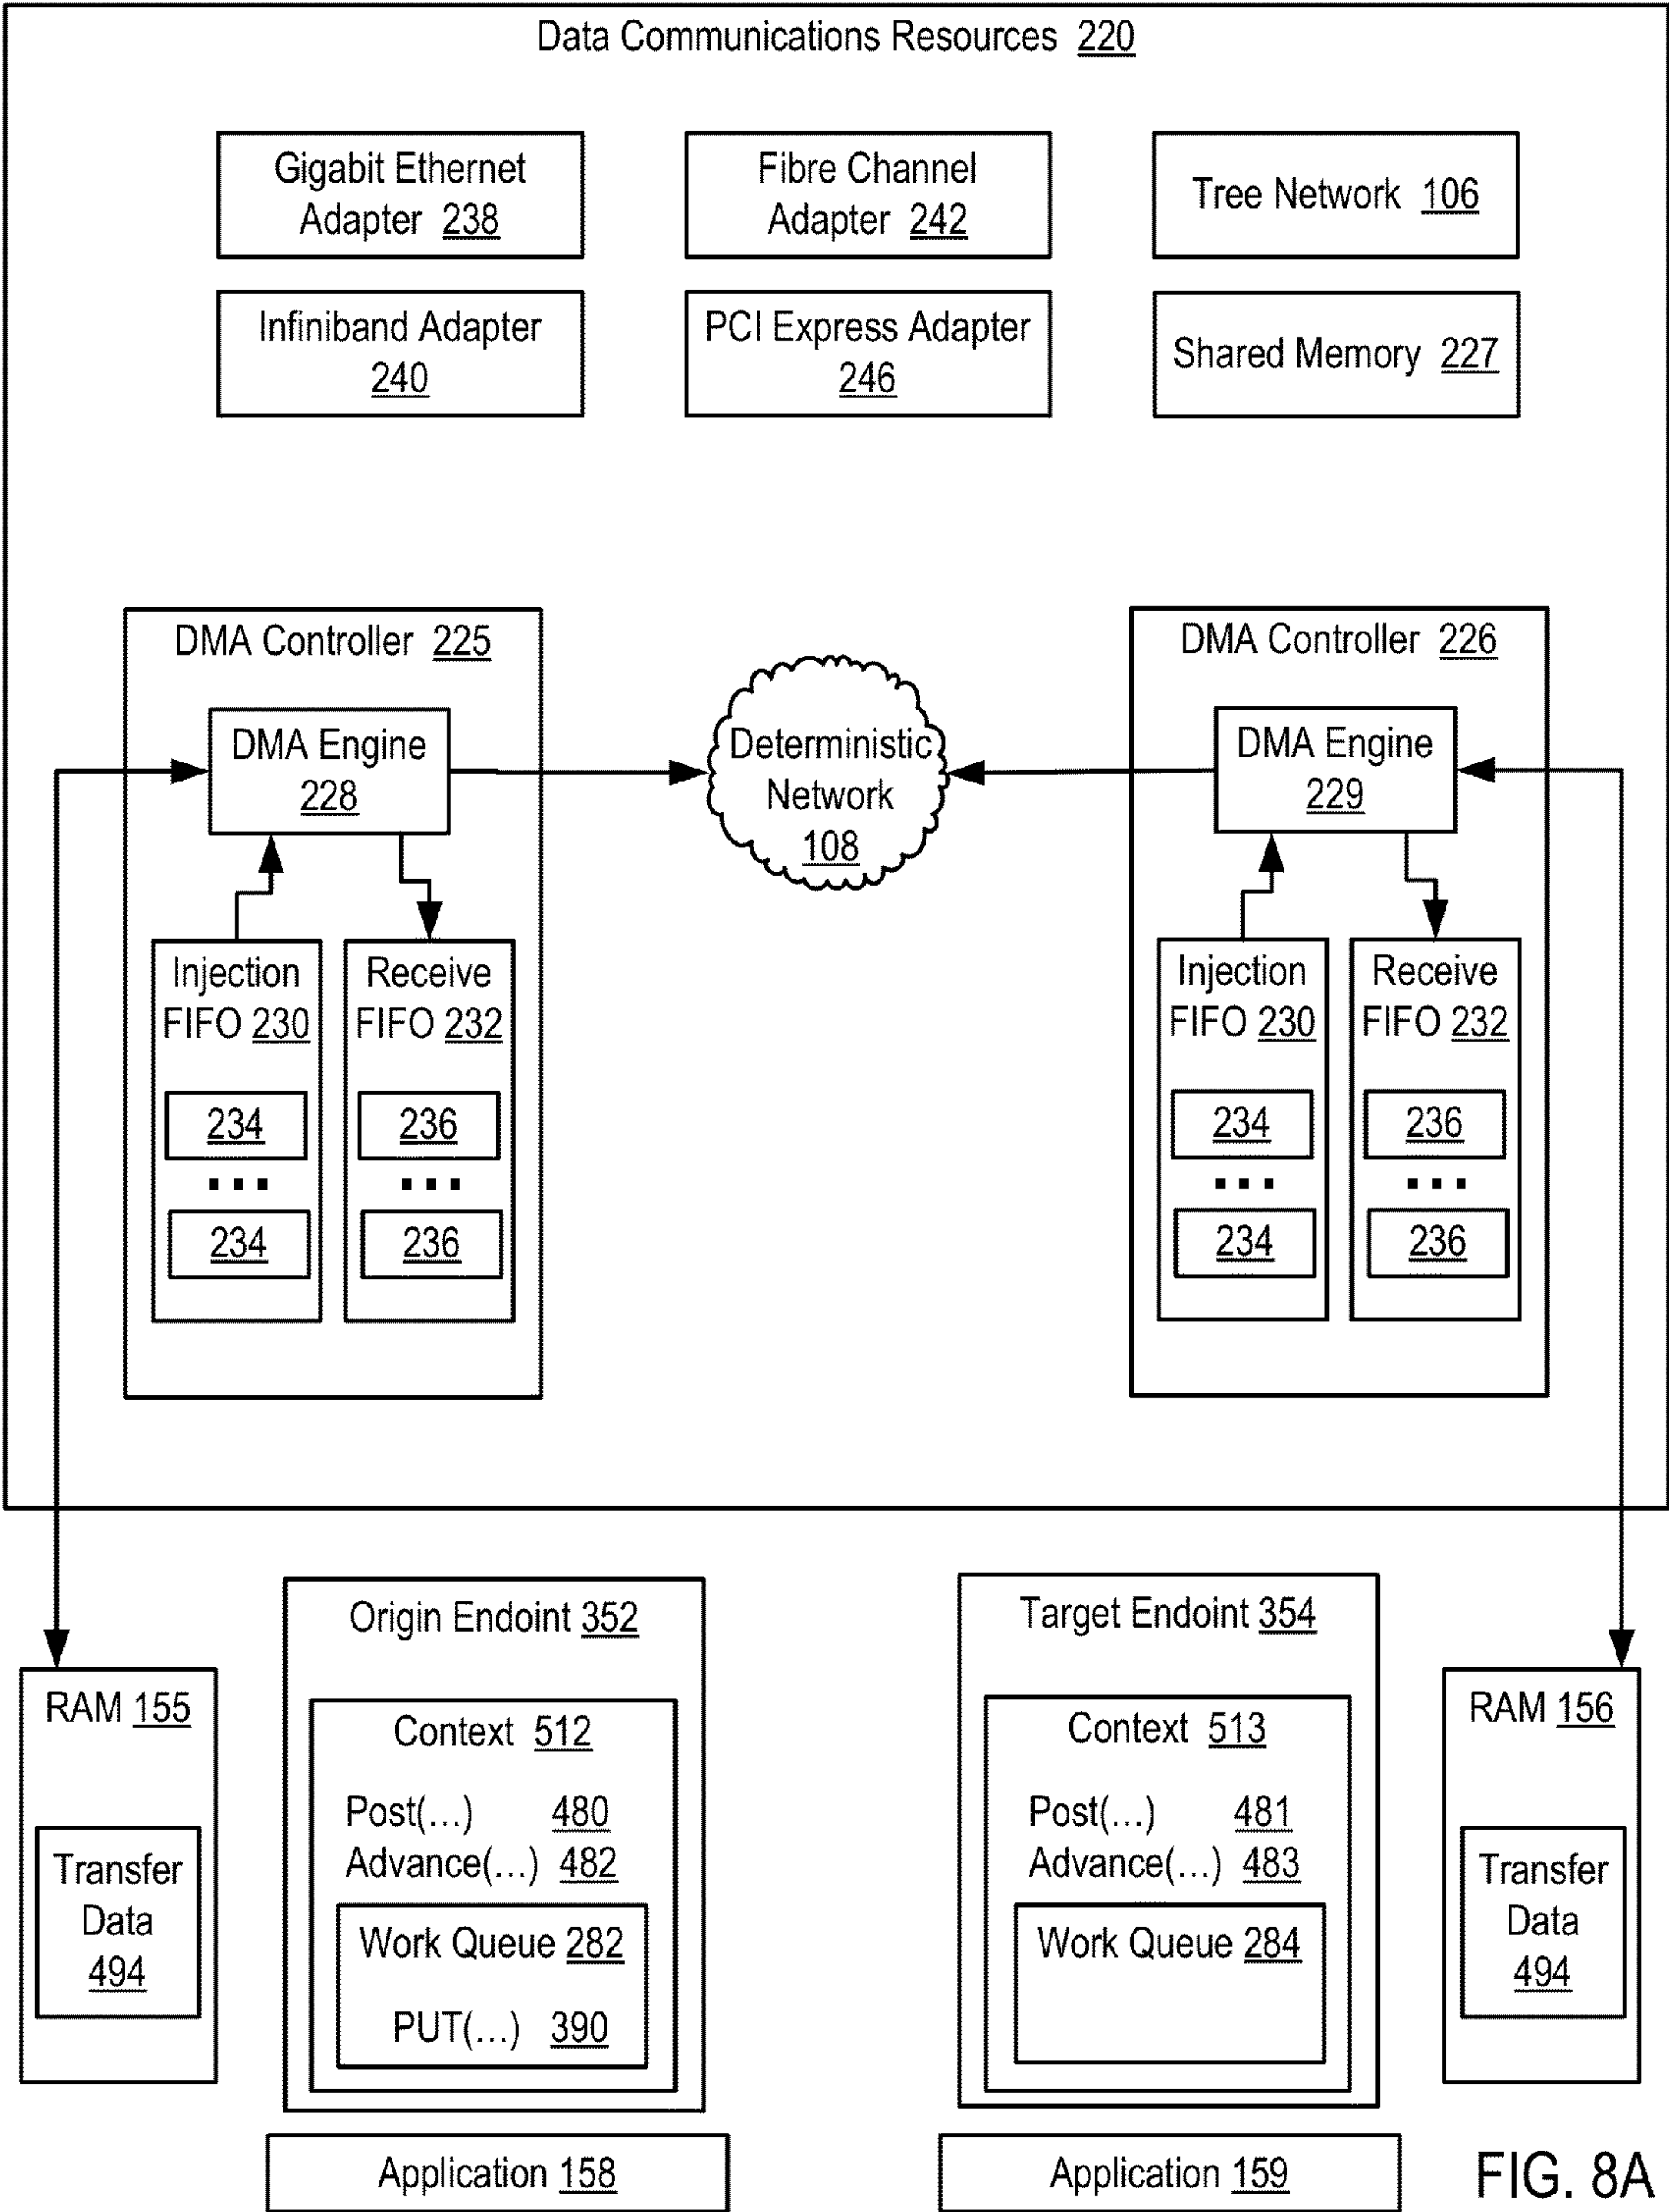 Data Communications Resources 220
Gigabit Ethernet
Adapter 238
Fibre Channel
Adapter 242
Tree Network 106
Infiniband Adapter
240
PCI Express Adapter
246
Shared Memory 227
DMA Controller 225
DMA Engine
228
Injection
FIFO 230
234
...
234
Receive
FIFO 232
236
...
236
Deterministic
Network
108
DMA Controller 226
DMA Engine
229
Injection
FIFO 230
234
...
234
Receive
FIFO 232
236
...
236
RAM 155
Transfer
Data
494
Origin Endoint 352
Context 512
Post(...) 480
Advance(...) 482
Work Queue 282
PUT(...) 390
Target Endoint 354
Context 513
Post(...) 481
Advance(...) 483
Work Queue 284
RAM 156
Transfer
Data
494
Application 158
Application 159
FIG. 8A